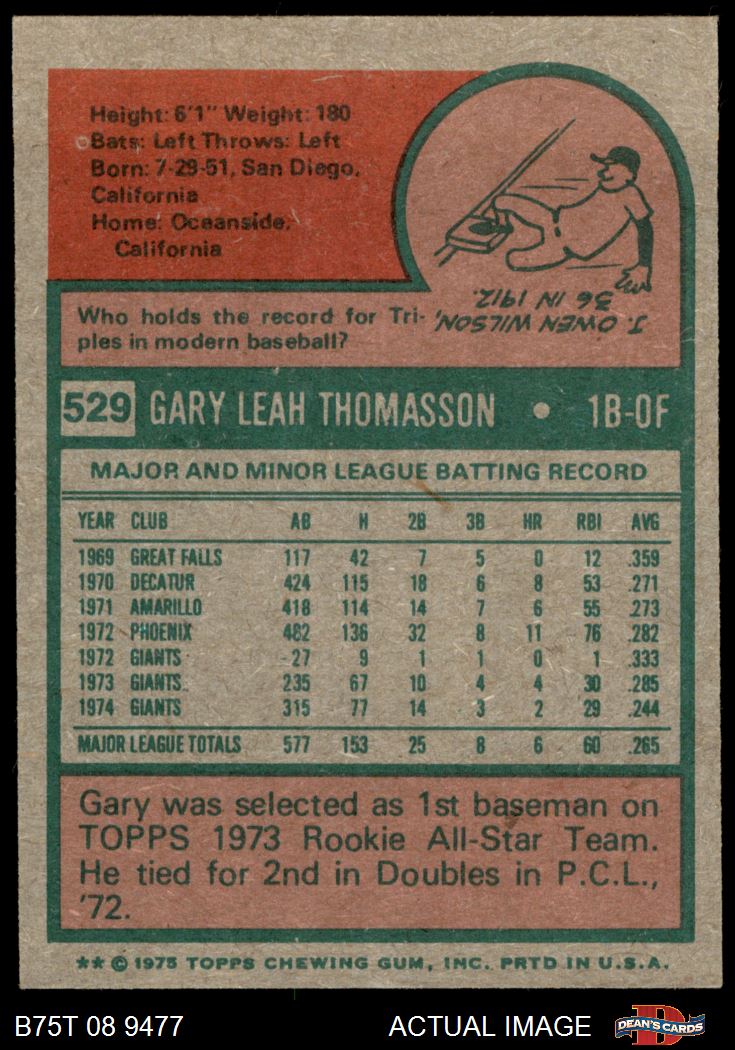 Height: 6'1" Weight: 180
Bats: Left Throws: Left
Born: 7-29-51, San Diego,
California
Home: Oceanside,
California
Who holds the record for Tri-
ples in modern baseball?
J. OWEN WILSON,
36 IN 1912.
529 GARY LEAH THOMASSON • 1B-OF
MAJOR AND MINOR LEAGUE BATTING RECORD
YEAR CLUB AB H 2B 3B HR RBI AVG
1969 GREAT FALLS 117 42 7 5 0 12 .359
1970 DECATUR 424 115 18 6 8 53 .271
1971 AMARILLO 418 114 14 7 6 55 .273
1972 PHOENIX 482 136 32 8 11 76 .282
1972 GIANTS 27 9 1 1 0 1 .333
1973 GIANTS 235 67 10 4 4 30 .285
1974 GIANTS 315 77 14 3 2 29 .244
MAJOR LEAGUE TOTALS 577 153 25 8 6 60 .265
Gary was selected as 1st baseman on
TOPPS 1973 Rookie All-Star Team.
He tied for 2nd in Doubles in P.C.L.,
'72.
** © 1975 TOPPS CHEWING GUM, INC. PRTD IN U.S.A.
B75T 08 9477 ACTUAL IMAGE DEAN'S CARDS